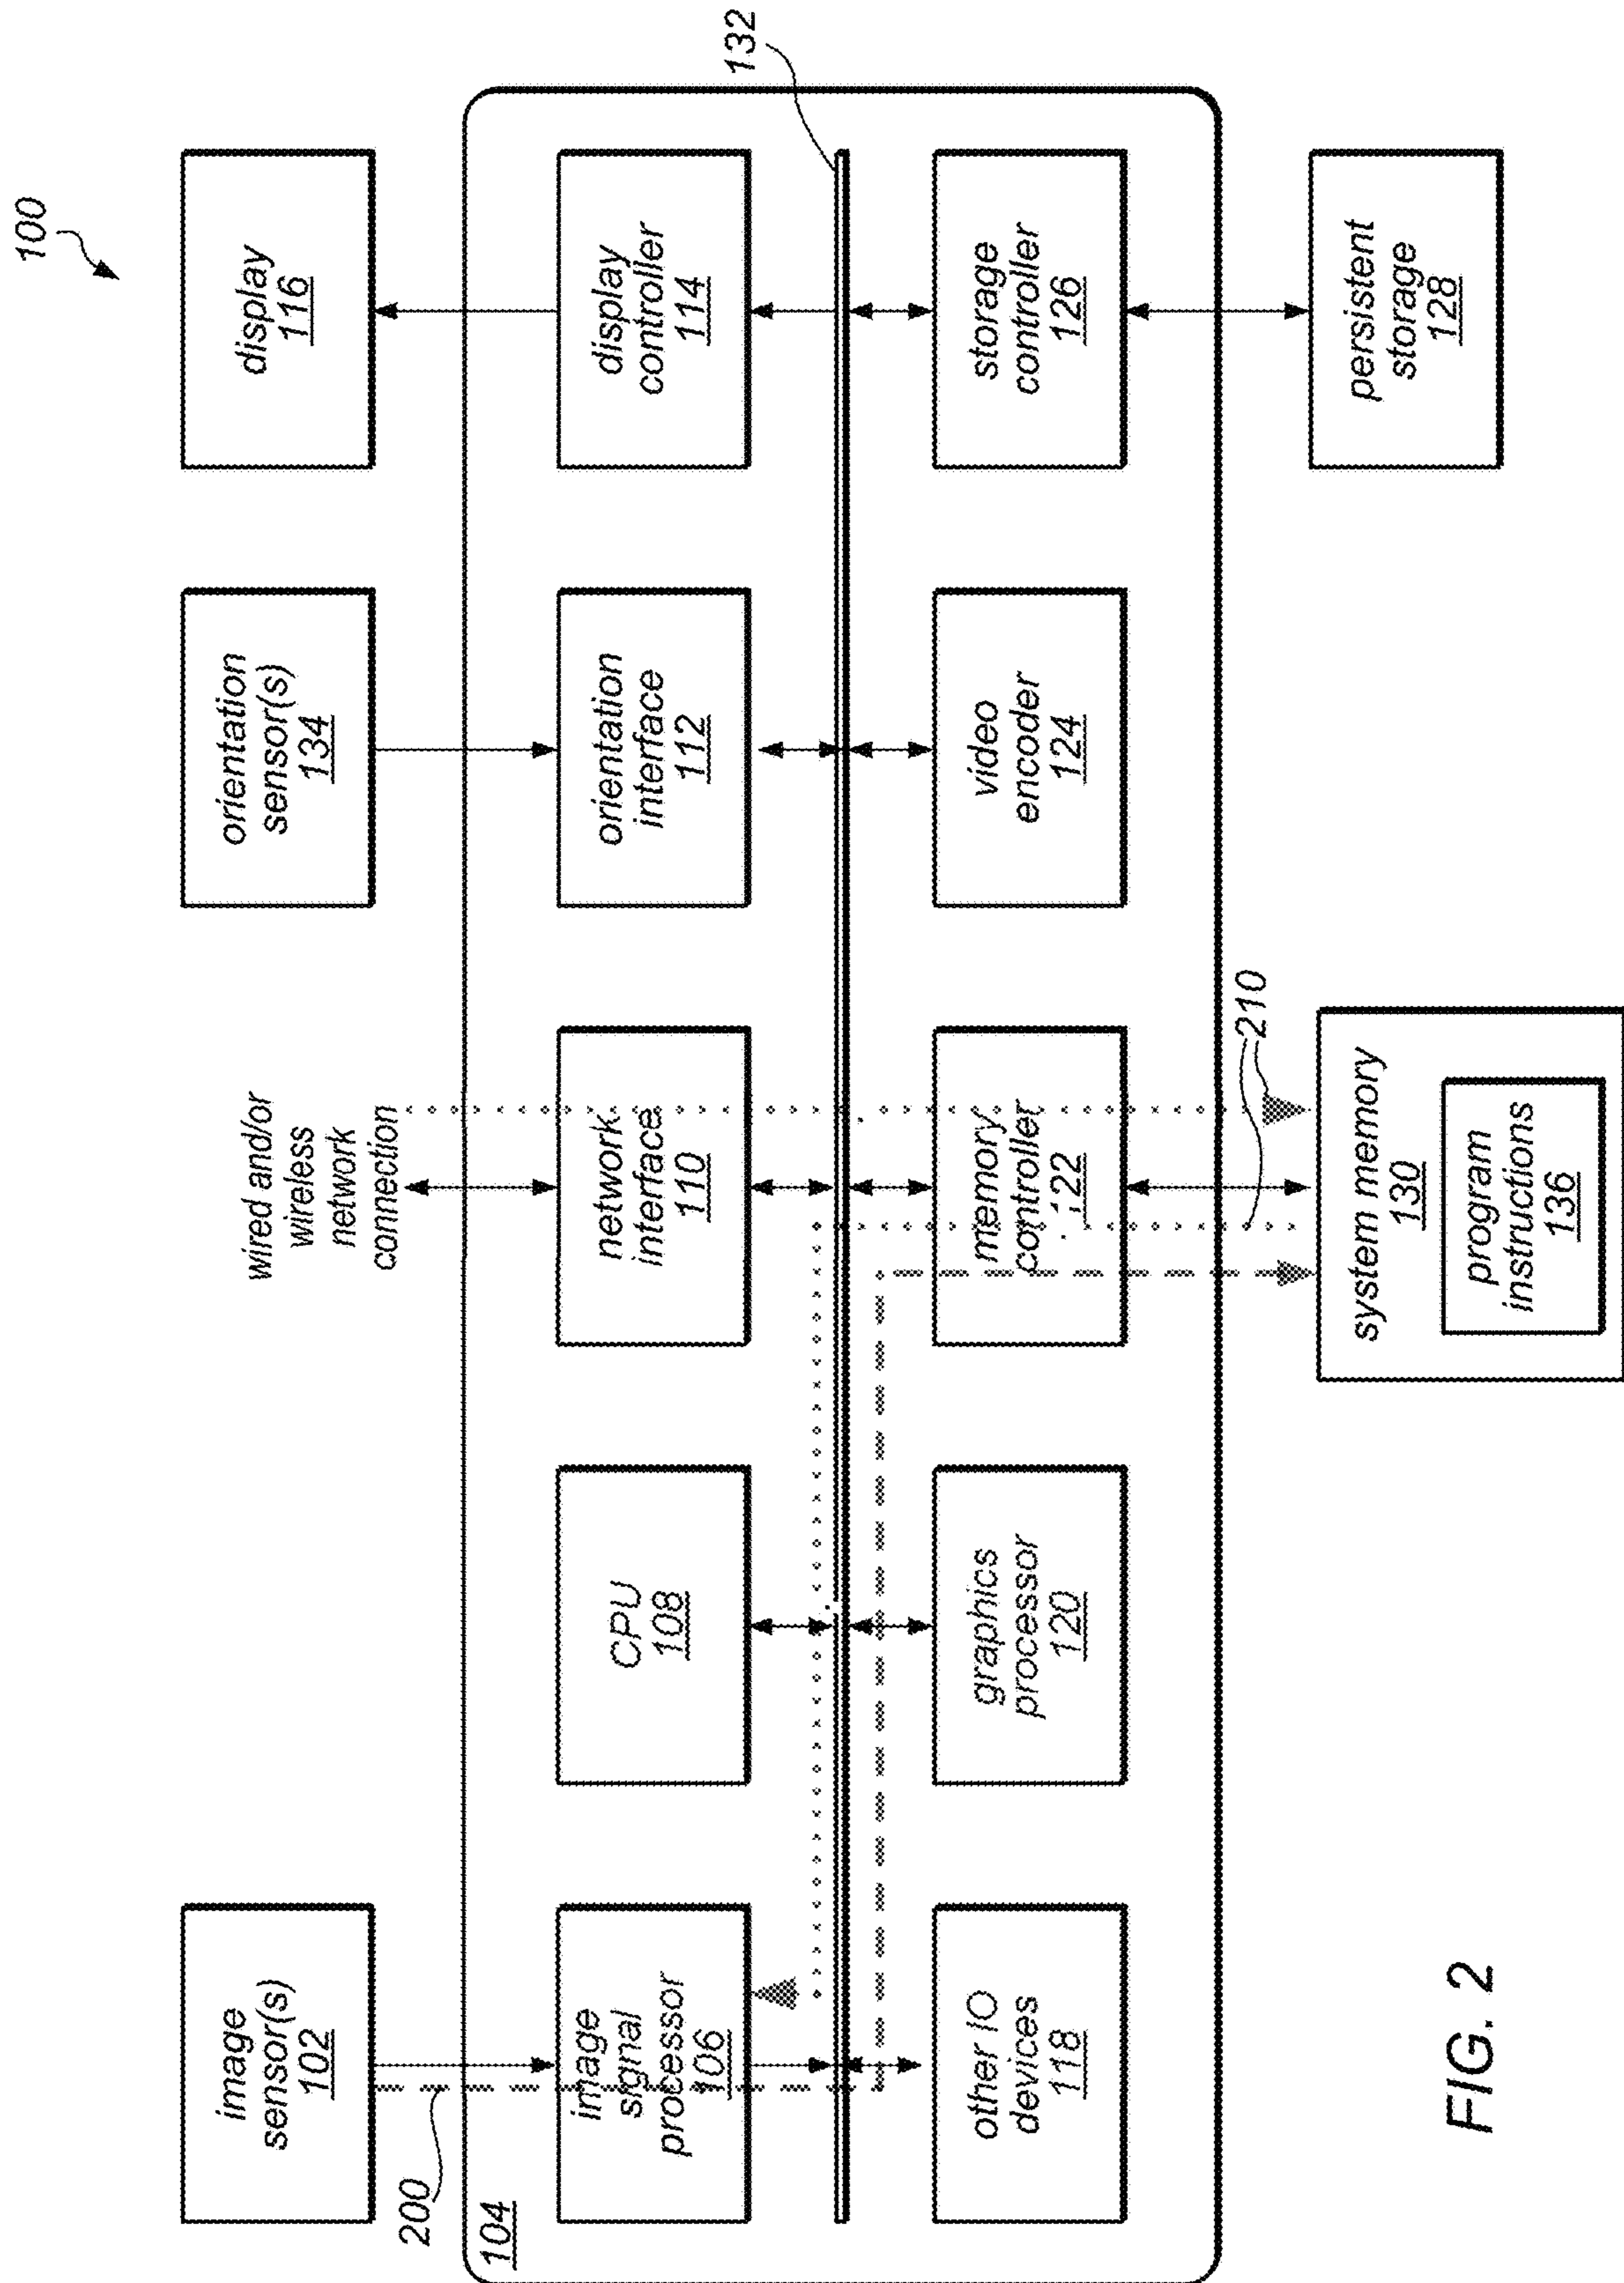 100
image
sensor(s)
102
wired and/or
wireless
network
connection
orientation
sensor(s)
134
display
116
200
104
image
signal
processor
106
CPU
108
network
interface
110
orientation
interface
112
display
controller
114
132
other IO
devices
118
graphics
processor
120
memory
controller
122
video
encoder
124
storage
controller
126
210
system memory
130
program
instructions
136
persistent
storage
128
FIG. 2